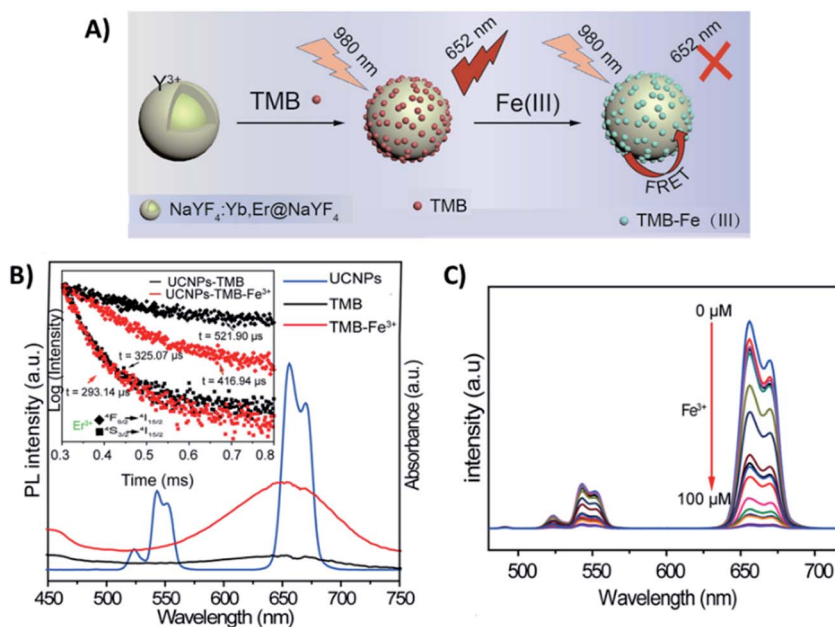 A)
Y3+
980 nm
652 nm
980 nm
652 nm
TMB
Fe(III)
FRET
NaYF4:Yb,Er@NaYF4
TMB
TMB-Fe (III)
B)
UCNPs-TMB
UCNPs-TMB-Fe3+
UCNPs
TMB
TMB-Fe3+
t = 521.90 μs
t = 325.07 μs
t = 416.94 μs
t = 293.14 μs
Er3+
4F9/2 4I15/2
4S3/2 4I15/2
Log (Intensity)
0.3 0.4 0.5 0.6 0.7 0.8
Time (ms)
PL intensity (a.u.)
Absorbance (a.u.)
450 500 550 600 650 700 750
Wavelength (nm)
C)
0 μM
Fe3+
100 μM
intensity (a.u)
500 550 600 650 700
Wavelength (nm)